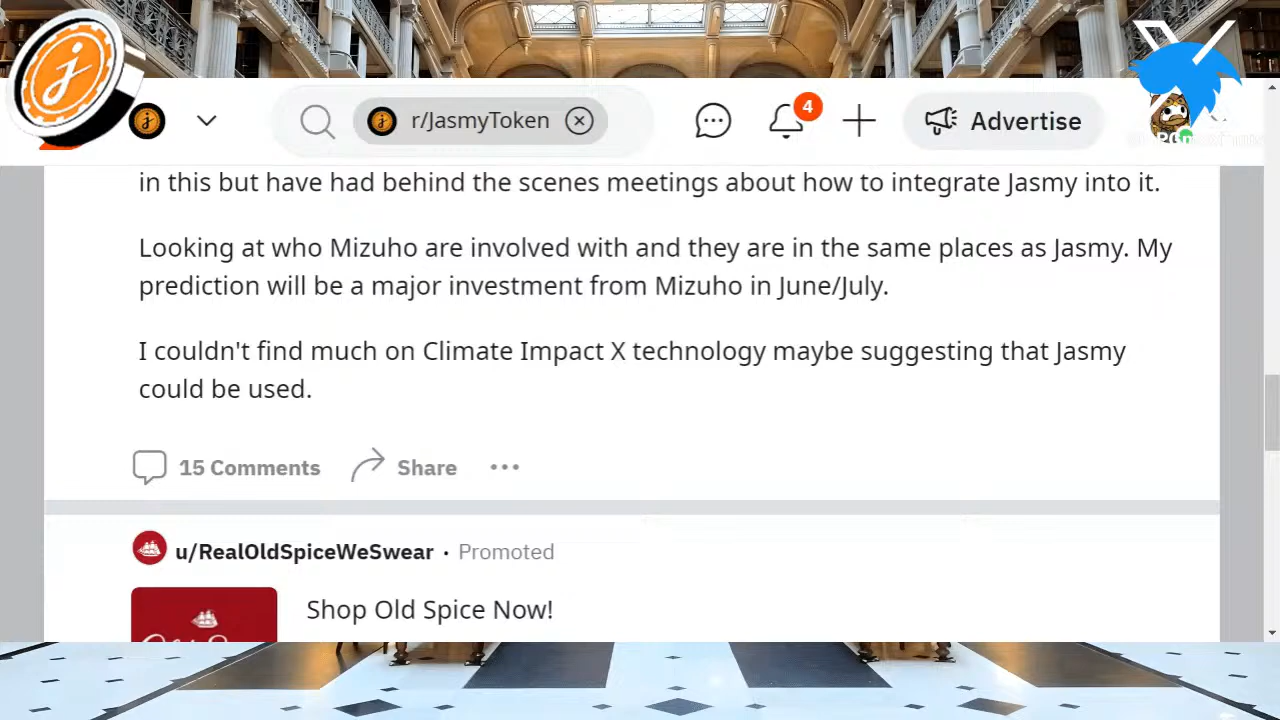 r/JasmyToken
4
Advertise
in this but have had behind the scenes meetings about how to integrate Jasmy into it.
Looking at who Mizuho are involved with and they are in the same places as Jasmy. My
prediction will be a major investment from Mizuho in June/July.
I couldn't find much on Climate Impact X technology maybe suggesting that Jasmy
could be used.
15 Comments
Share
u/RealOldSpiceWeSwear · Promoted
Shop Old Spice Now!